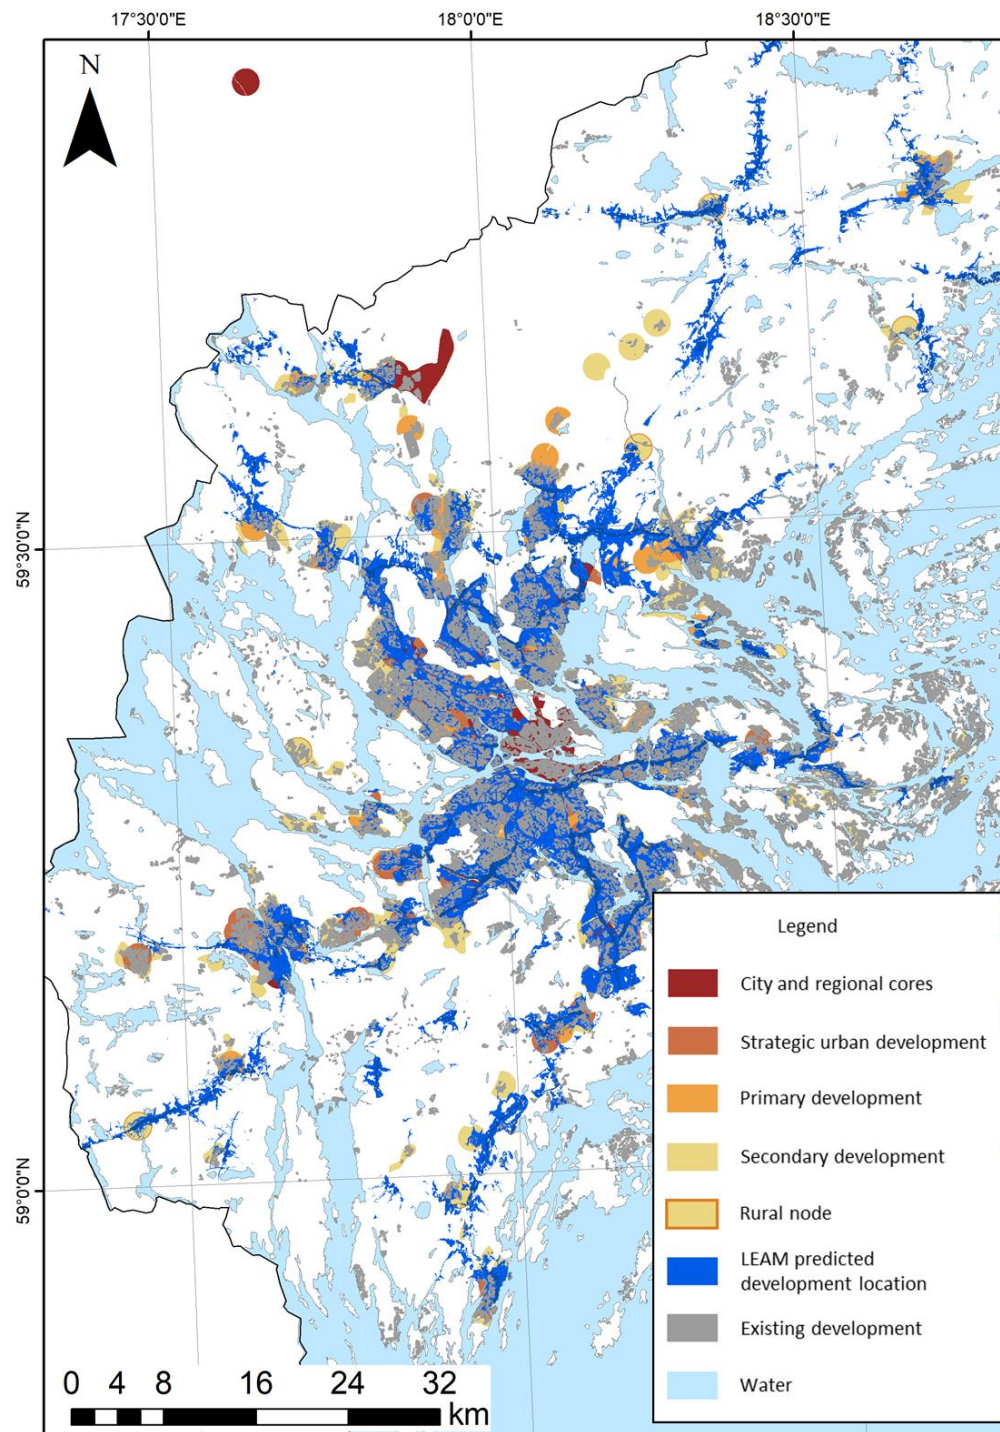 17°30'0"E
18°0'0"E
18°30'0"E
N
59°30'0"N
59°0'0"N
Legend
City and regional cores
Strategic urban development
Primary development
Secondary development
Rural node
LEAM predicted
development location
Existing development
Water
0 4 8 16 24 32
km